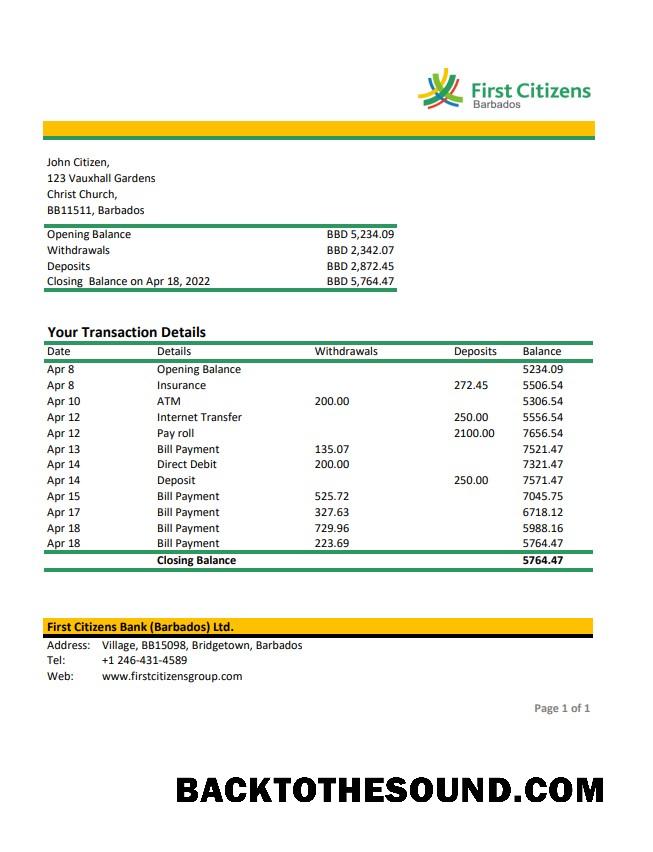 First Citizens
Barbados
John Citizen,
123 Vauxhall Gardens
Christ Church,
BB11511, Barbados
Opening Balance BBD 5,234.09
Withdrawals BBD 2,342.07
Deposits BBD 2,872.45
Closing  Balance on Apr 18, 2022 BBD 5,764.47
Your Transaction Details
Date Details Withdrawals Deposits Balance
Apr 8 Opening Balance 5234.09
Apr 8 Insurance 272.45 5506.54
Apr 10 ATM 200.00 5306.54
Apr 12 Internet Transfer 250.00 5556.54
Apr 12 Pay roll 2100.00 7656.54
Apr 13 Bill Payment 135.07 7521.47
Apr 14 Direct Debit 200.00 7321.47
Apr 14 Deposit 250.00 7571.47
Apr 15 Bill Payment 525.72 7045.75
Apr 17 Bill Payment 327.63 6718.12
Apr 18 Bill Payment 729.96 5988.16
Apr 18 Bill Payment 223.69 5764.47
Closing Balance 5764.47
First Citizens Bank (Barbados) Ltd.
Address: Village, BB15098, Bridgetown, Barbados
Tel: +1 246-431-4589
Web: www.firstcitizensgroup.com
Page 1 of 1
BACKTOTHESOUND.COM